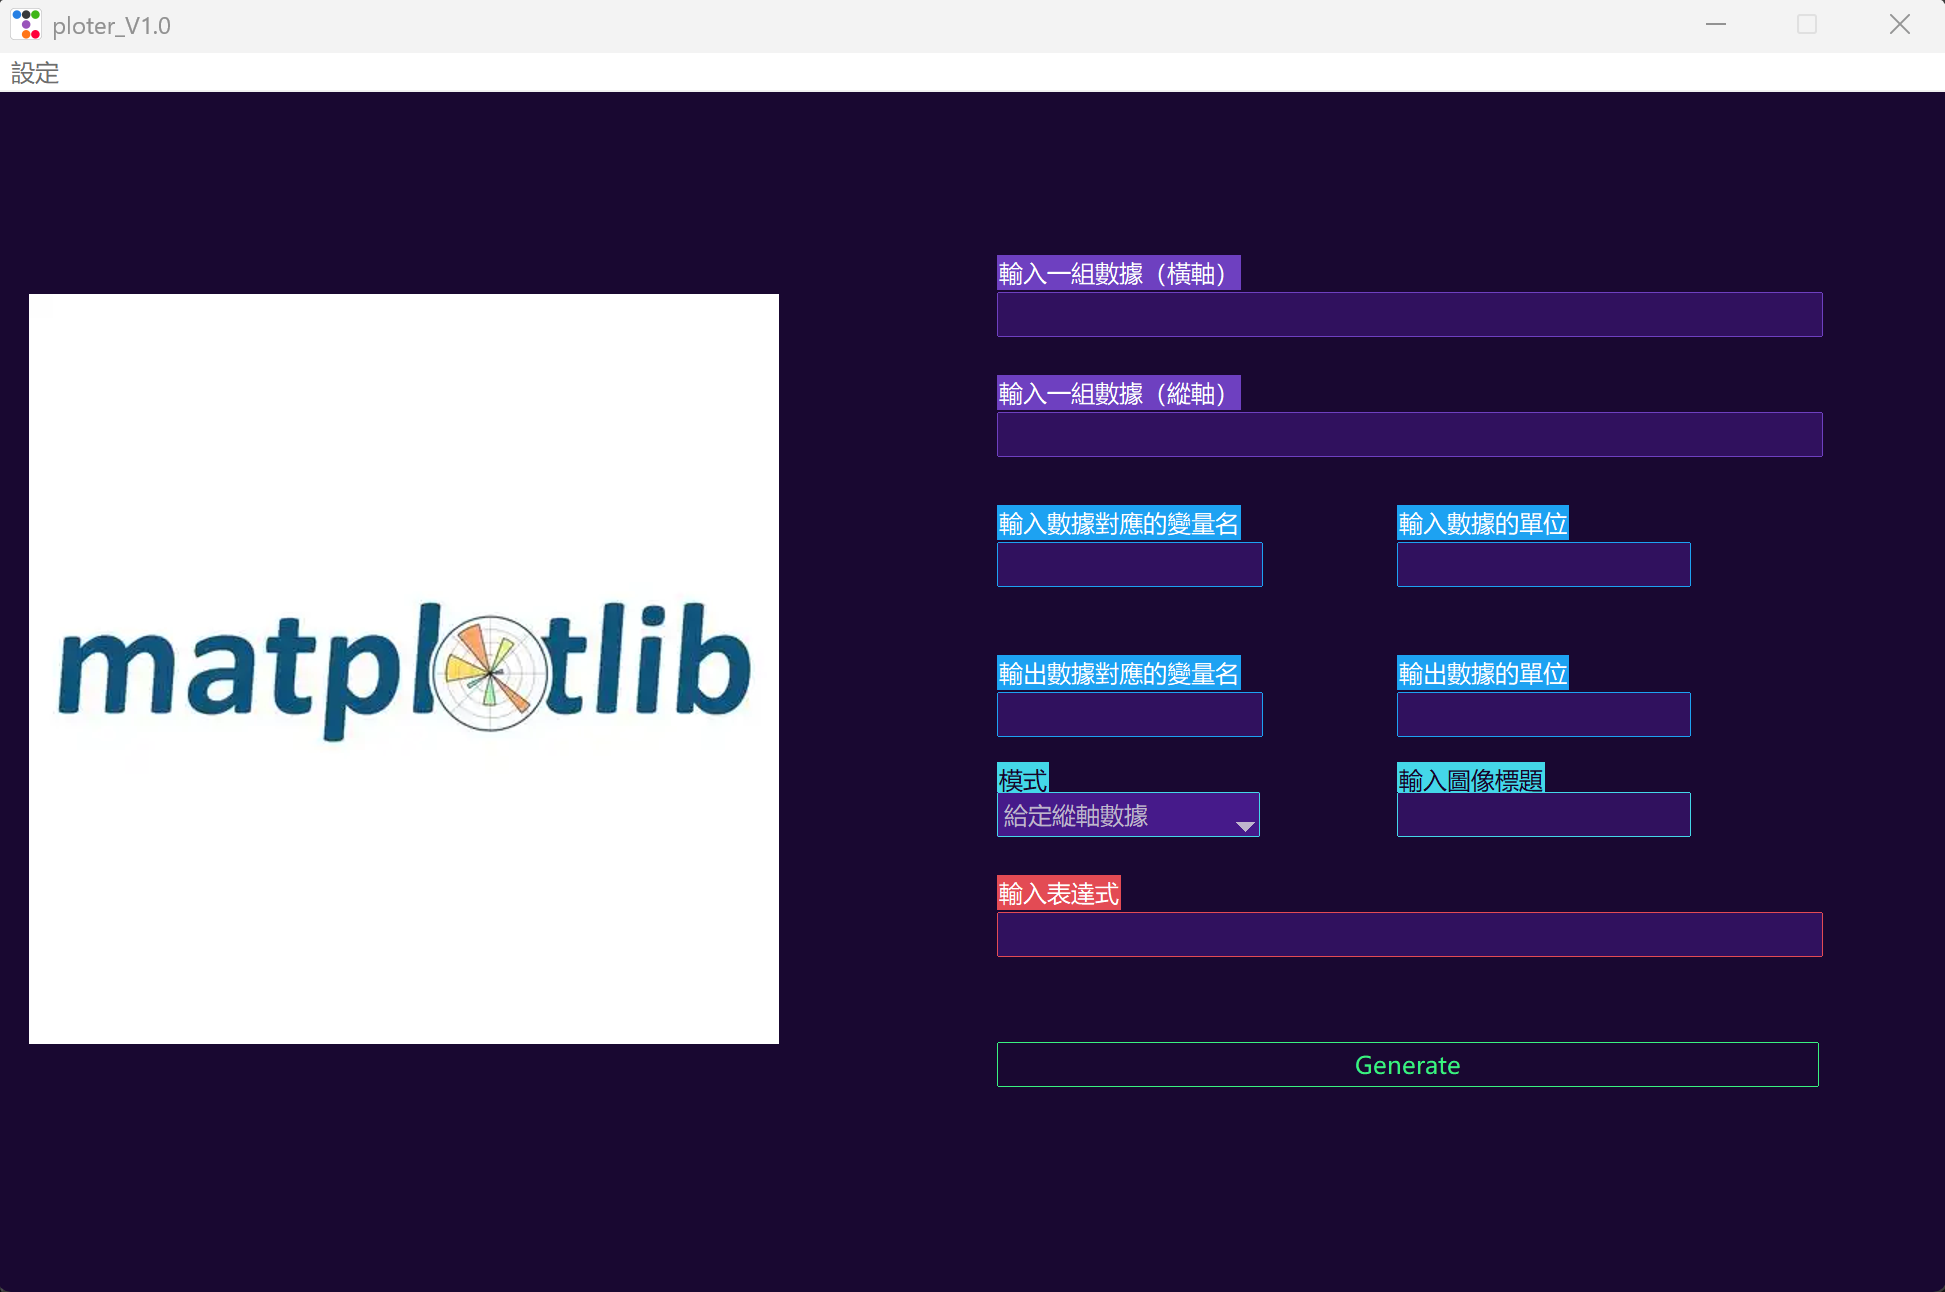 ploter_V1.0
設定
matplotlib
輸入一組數據（橫軸）
輸入一組數據（縱軸）
輸入數據對應的變量名
輸入數據的單位
輸出數據對應的變量名
輸出數據的單位
模式
輸入圖像標題
給定縱軸數據
輸入表達式
Generate